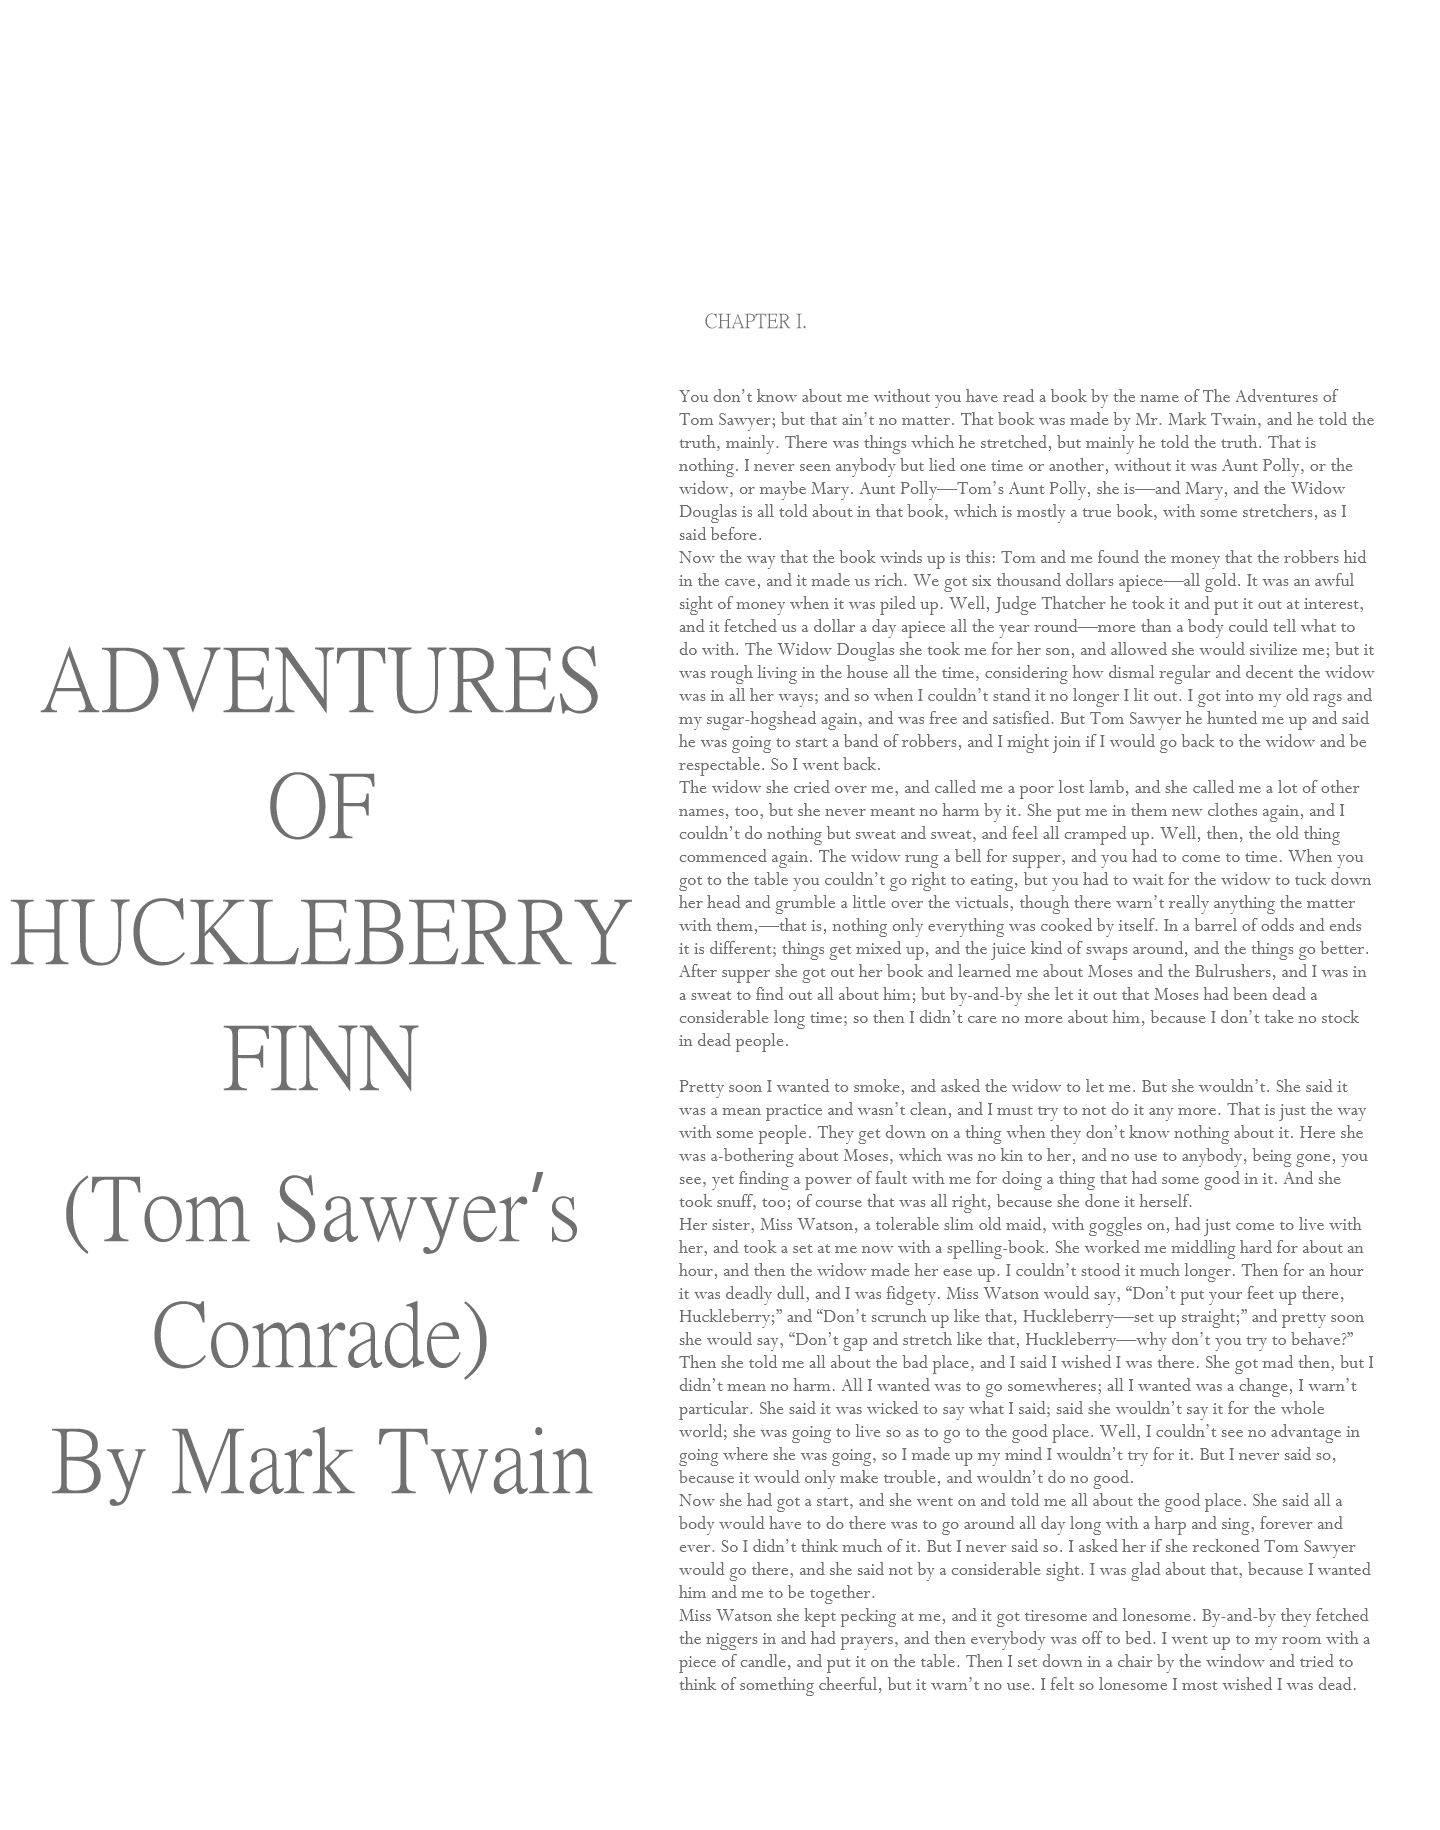 ADVENTURES
OF
HUCKLEBERRY
FINN
(Tom Sawyer's
Comrade)
By Mark Twain
CHAPTER I.
You don’t know about me without you have read a book by the name of The Adventures of
Tom Sawyer; but that ain’t no matter. That book was made by Mr. Mark Twain, and he told the
truth, mainly. There was things which he stretched, but mainly he told the truth. That is
nothing. I never seen anybody but lied one time or another, without it was Aunt Polly, or the
widow, or maybe Mary. Aunt Polly—Tom’s Aunt Polly, she is—and Mary, and the Widow
Douglas is all told about in that book, which is mostly a true book, with some stretchers, as I
said before.
Now the way that the book winds up is this: Tom and me found the money that the robbers hid
in the cave, and it made us rich. We got six thousand dollars apiece—all gold. It was an awful
sight of money when it was piled up. Well, Judge Thatcher he took it and put it out at interest,
and it fetched us a dollar a day apiece all the year round—more than a body could tell what to
do with. The Widow Douglas she took me for her son, and allowed she would sivilize me; but it
was rough living in the house all the time, considering how dismal regular and decent the widow
was in all her ways; and so when I couldn’t stand it no longer I lit out. I got into my old rags and
my sugar-hogshead again, and was free and satisfied. But Tom Sawyer he hunted me up and said
he was going to start a band of robbers, and I might join if I would go back to the widow and be
respectable. So I went back.
The widow she cried over me, and called me a poor lost lamb, and she called me a lot of other
names, too, but she never meant no harm by it. She put me in them new clothes again, and I
couldn’t do nothing but sweat and sweat, and feel all cramped up. Well, then, the old thing
commenced again. The widow rung a bell for supper, and you had to come to time. When you
got to the table you couldn’t go right to eating, but you had to wait for the widow to tuck down
her head and grumble a little over the victuals, though there warn’t really anything the matter
with them,—that is, nothing only everything was cooked by itself. In a barrel of odds and ends
it is different; things get mixed up, and the juice kind of swaps around, and the things go better.
After supper she got out her book and learned me about Moses and the Bulrushers, and I was in
a sweat to find out all about him; but by-and-by she let it out that Moses had been dead a
considerable long time; so then I didn’t care no more about him, because I don’t take no stock
in dead people.
Pretty soon I wanted to smoke, and asked the widow to let me. But she wouldn’t. She said it
was a mean practice and wasn’t clean, and I must try to not do it any more. That is just the way
with some people. They get down on a thing when they don’t know nothing about it. Here she
was a-bothering about Moses, which was no kin to her, and no use to anybody, being gone, you
see, yet finding a power of fault with me for doing a thing that had some good in it. And she
took snuff, too; of course that was all right, because she done it herself.
Her sister, Miss Watson, a tolerable slim old maid, with goggles on, had just come to live with
her, and took a set at me now with a spelling-book. She worked me middling hard for about an
hour, and then the widow made her ease up. I couldn’t stood it much longer. Then for an hour
it was deadly dull, and I was fidgety. Miss Watson would say, “Don’t put your feet up there,
Huckleberry;” and “Don’t scrunch up like that, Huckleberry—set up straight;” and pretty soon
she would say, “Don’t gap and stretch like that, Huckleberry—why don’t you try to behave?”
Then she told me all about the bad place, and I said I wished I was there. She got mad then, but I
didn’t mean no harm. All I wanted was to go somewheres; all I wanted was a change, I warn’t
particular. She said it was wicked to say what I said; said she wouldn’t say it for the whole
world; she was going to live so as to go to the good place. Well, I couldn’t see no advantage in
going where she was going, so I made up my mind I wouldn’t try for it. But I never said so,
because it would only make trouble, and wouldn’t do no good.
Now she had got a start, and she went on and told me all about the good place. She said all a
body would have to do there was to go around all day long with a harp and sing, forever and
ever. So I didn’t think much of it. But I never said so. I asked her if she reckoned Tom Sawyer
would go there, and she said not by a considerable sight. I was glad about that, because I wanted
him and me to be together.
Miss Watson she kept pecking at me, and it got tiresome and lonesome. By-and-by they fetched
the niggers in and had prayers, and then everybody was off to bed. I went up to my room with a
piece of candle, and put it on the table. Then I set down in a chair by the window and tried to
think of something cheerful, but it warn’t no use. I felt so lonesome I most wished I was dead.